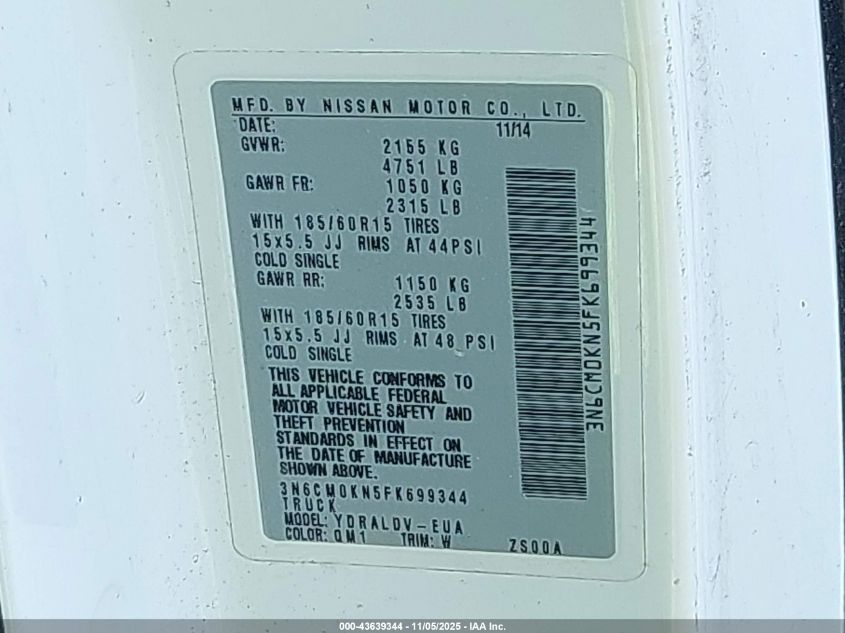 MFD. BY NISSAN MOTOR CO., LTD.
DATE: 11/14
GVWR: 2155 KG
4751 LB
GAWR FR: 1050 KG
2315 LB
WITH 185/60R15 TIRES
15x5.5 JJ RIMS AT 44PSI
COLD SINGLE
GAWR RR: 1150 KG
2535 LB
WITH 185/60R15 TIRES
15x5.5 JJ RIMS AT 48 PSI
COLD SINGLE
THIS VEHICLE CONFORMS TO
ALL APPLICABLE FEDERAL
MOTOR VEHICLE SAFETY AND
THEFT PREVENTION
STANDARDS IN EFFECT ON
THE DATE OF MANUFACTURE
SHOWN ABOVE.
3N6CM0KN5FK699344
TRUCK
MODEL: YDRALDV-EUA
COLOR: QM1 TRIM: W ZS00A
3N6CM0KN5FK699344
000-43639344 - 11/05/2025 - IAA Inc.